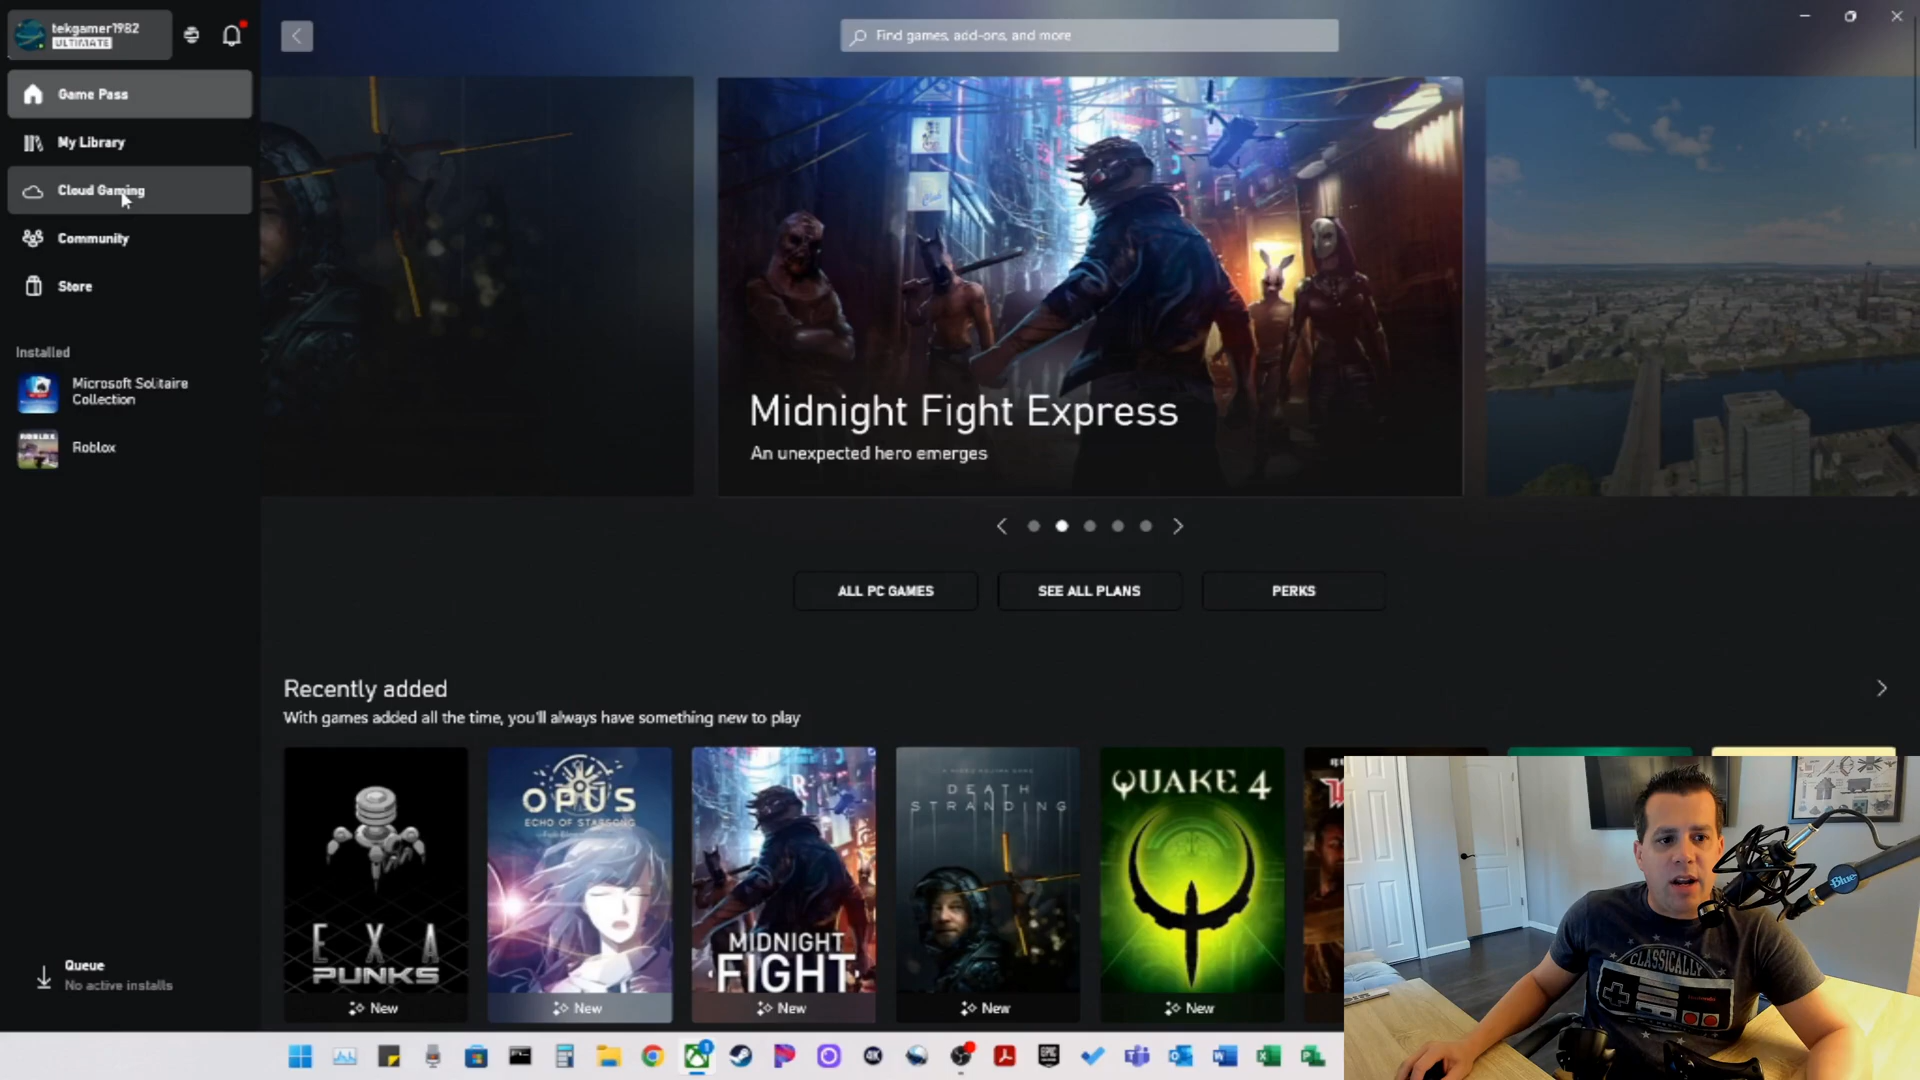 tekgamer1982
ULTIMATE
Find games, add-ons, and more
Game Pass
My Library
Cloud Gaming
Community
Store
Installed
Microsoft Solitaire
Collection
Roblox
Midnight Fight Express
An unexpected hero emerges
ALL PC GAMES
SEE ALL PLANS
PERKS
Recently added
With games added all the time, you'll always have something new to play
EXA
PUNKS
New
OPUS
ECHO OF STARSONG
New
MIDNIGHT
FIGHT
New
DEATH
STRANDING
New
QUAKE 4
New
Queue
No active installs
CLASSICALLY
Blue
4K
EPIC